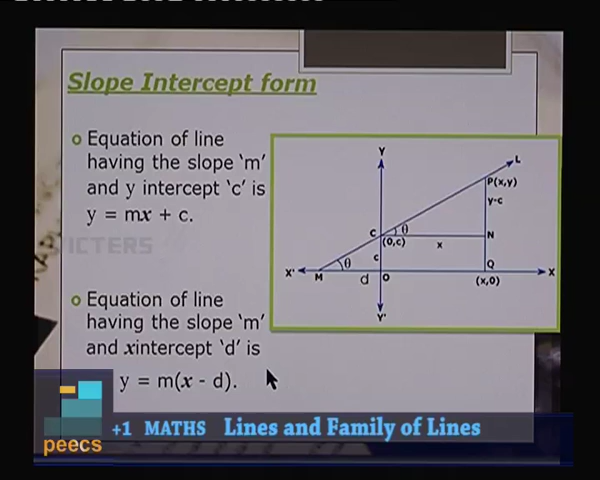 Slope Intercept form
o Equation of line
having the slope 'm'
and y intercept 'c' is
y = mx + c.
VICTERS
o Equation of line
having the slope 'm'
and xintercept 'd' is
y = m(x - d).
Y
L
P(x,y)
y-c
C
θ
(0,c)
x
N
c
θ
X'
M
d
O
Q
(x,0)
X
Y'
peecs
+1 MATHS Lines and Family of Lines